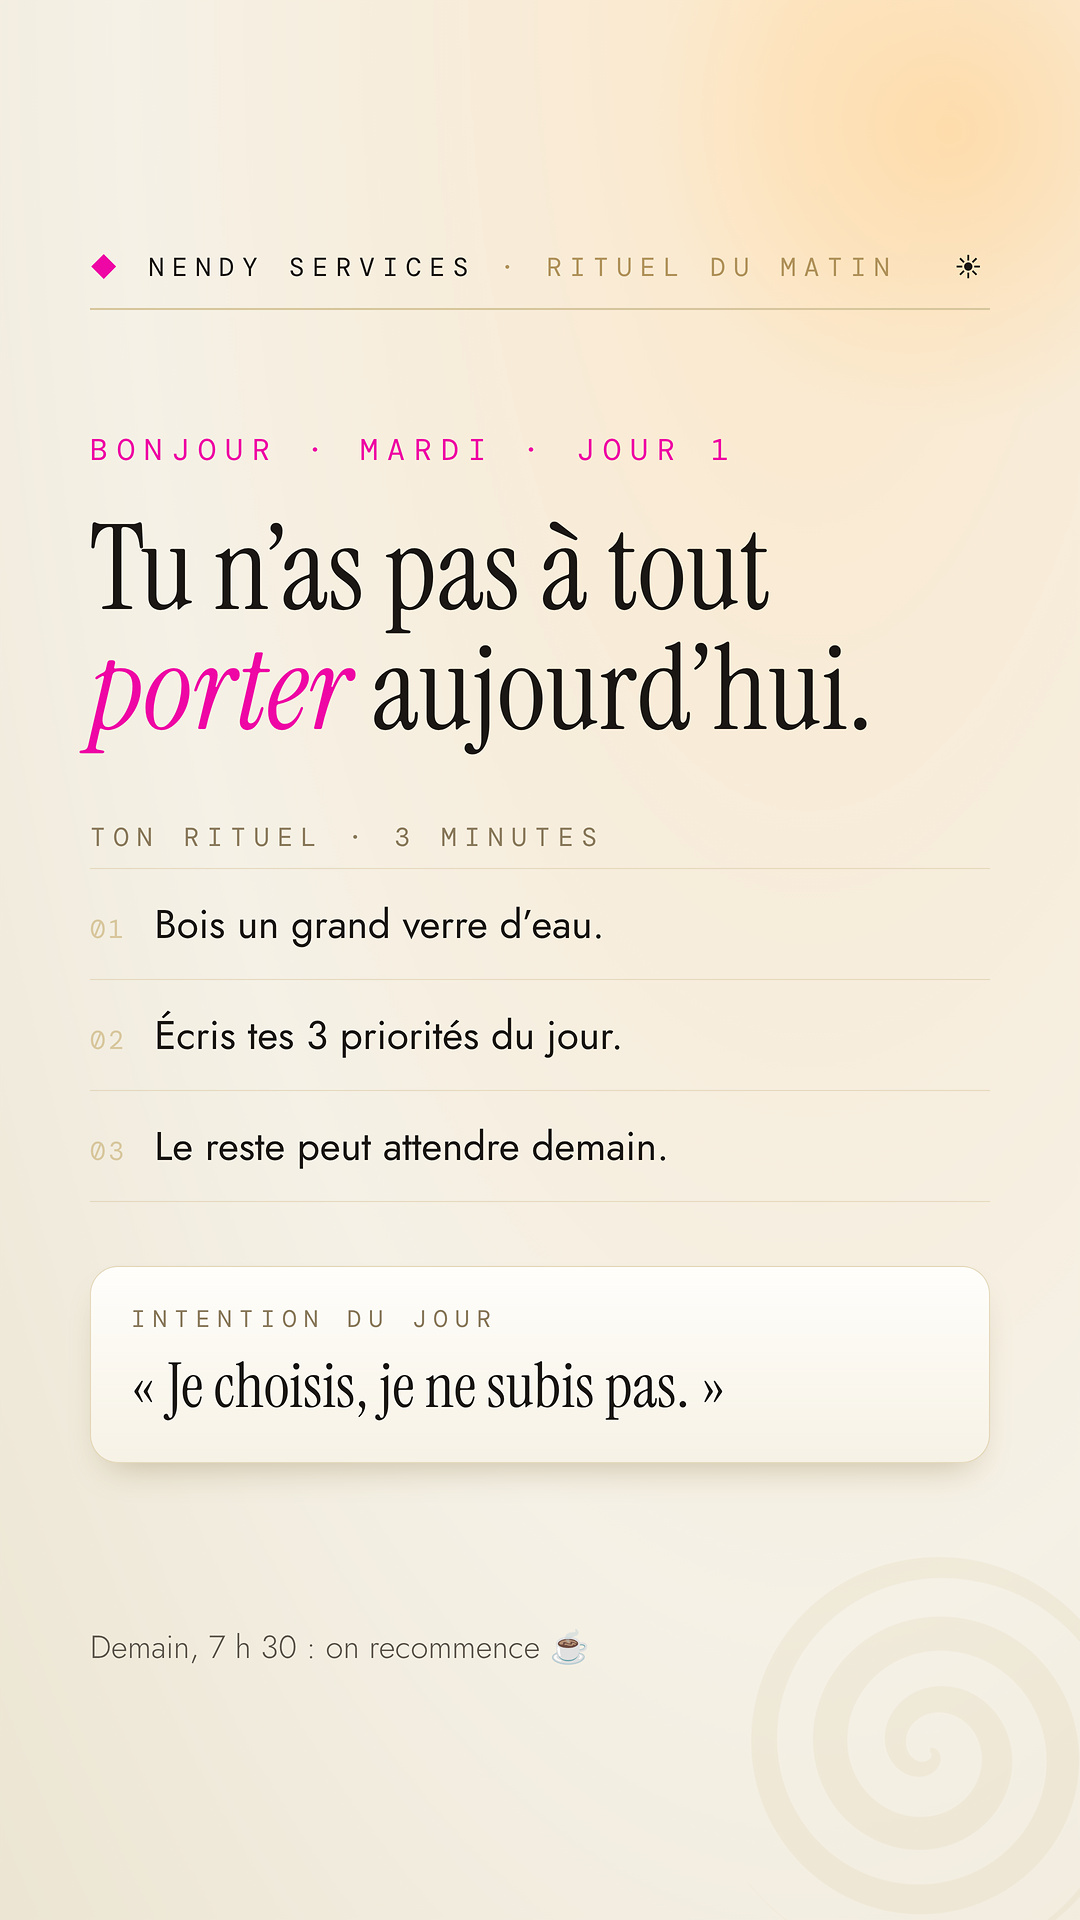 ◆ NENDY SERVICES · RITUEL DU MATIN ☀
BONJOUR · MARDI · JOUR 1
Tu n’as pas à tout
porter aujourd’hui.
TON RITUEL · 3 MINUTES
01 Bois un grand verre d’eau.
02 Écris tes 3 priorités du jour.
03 Le reste peut attendre demain.
INTENTION DU JOUR
« Je choisis, je ne subis pas. »
Demain, 7 h 30 : on recommence ☕